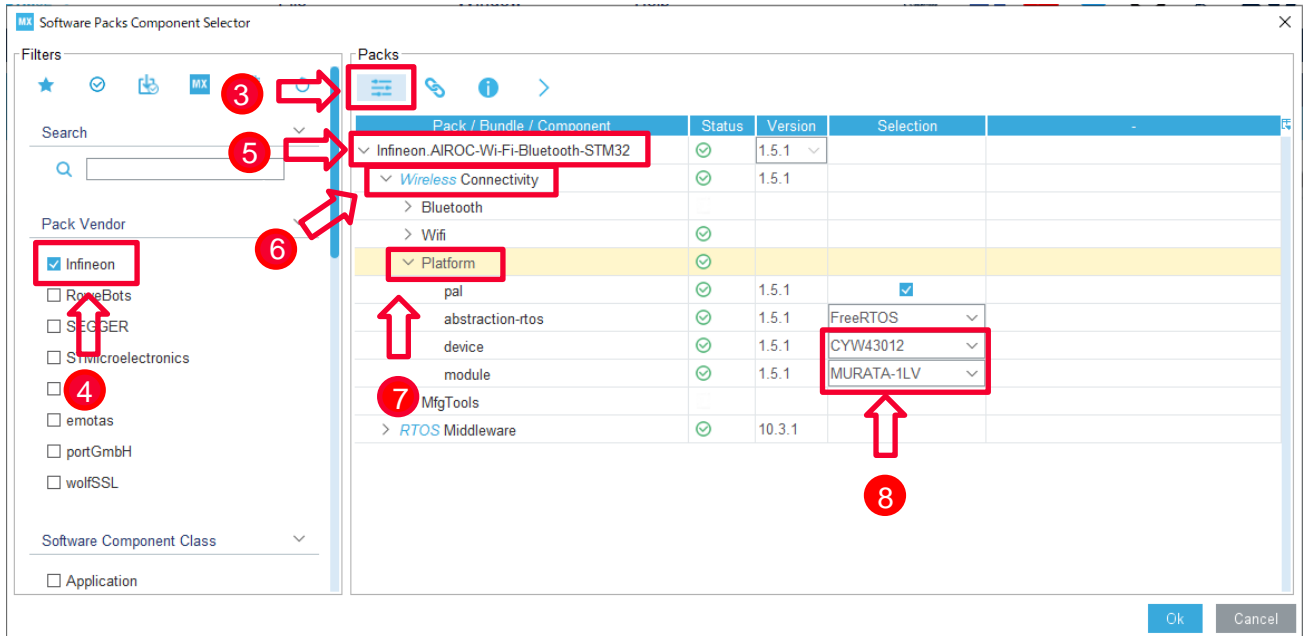 MX Software Packs Component Selector
Filters
MX
3
Search
5
Pack Vendor
6
Infineon
RoweBots
SEGGER
STMicroelectronics
4
emotas
portGmbH
wolfSSL
Software Component Class
Application
Packs
Pack / Bundle / Component Status Version Selection -
Infineon.AIROC-Wi-Fi-Bluetooth-STM32 1.5.1
Wireless Connectivity 1.5.1
Bluetooth
Wifi
Platform
pal 1.5.1
abstraction-rtos 1.5.1 FreeRTOS
device 1.5.1 CYW43012
module 1.5.1 MURATA-1LV
7 MfgTools
RTOS Middleware 10.3.1
8
Ok Cancel